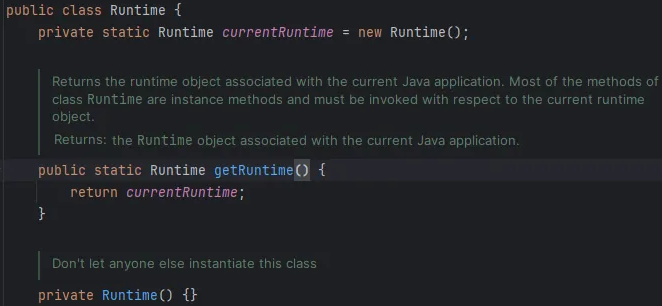 public class Runtime {
private static Runtime currentRuntime = new Runtime();
Returns the runtime object associated with the current Java application. Most of the methods of
class Runtime are instance methods and must be invoked with respect to the current runtime
object.
Returns: the Runtime object associated with the current Java application.
public static Runtime getRuntime() {
return currentRuntime;
}
Don't let anyone else instantiate this class
private Runtime() {}